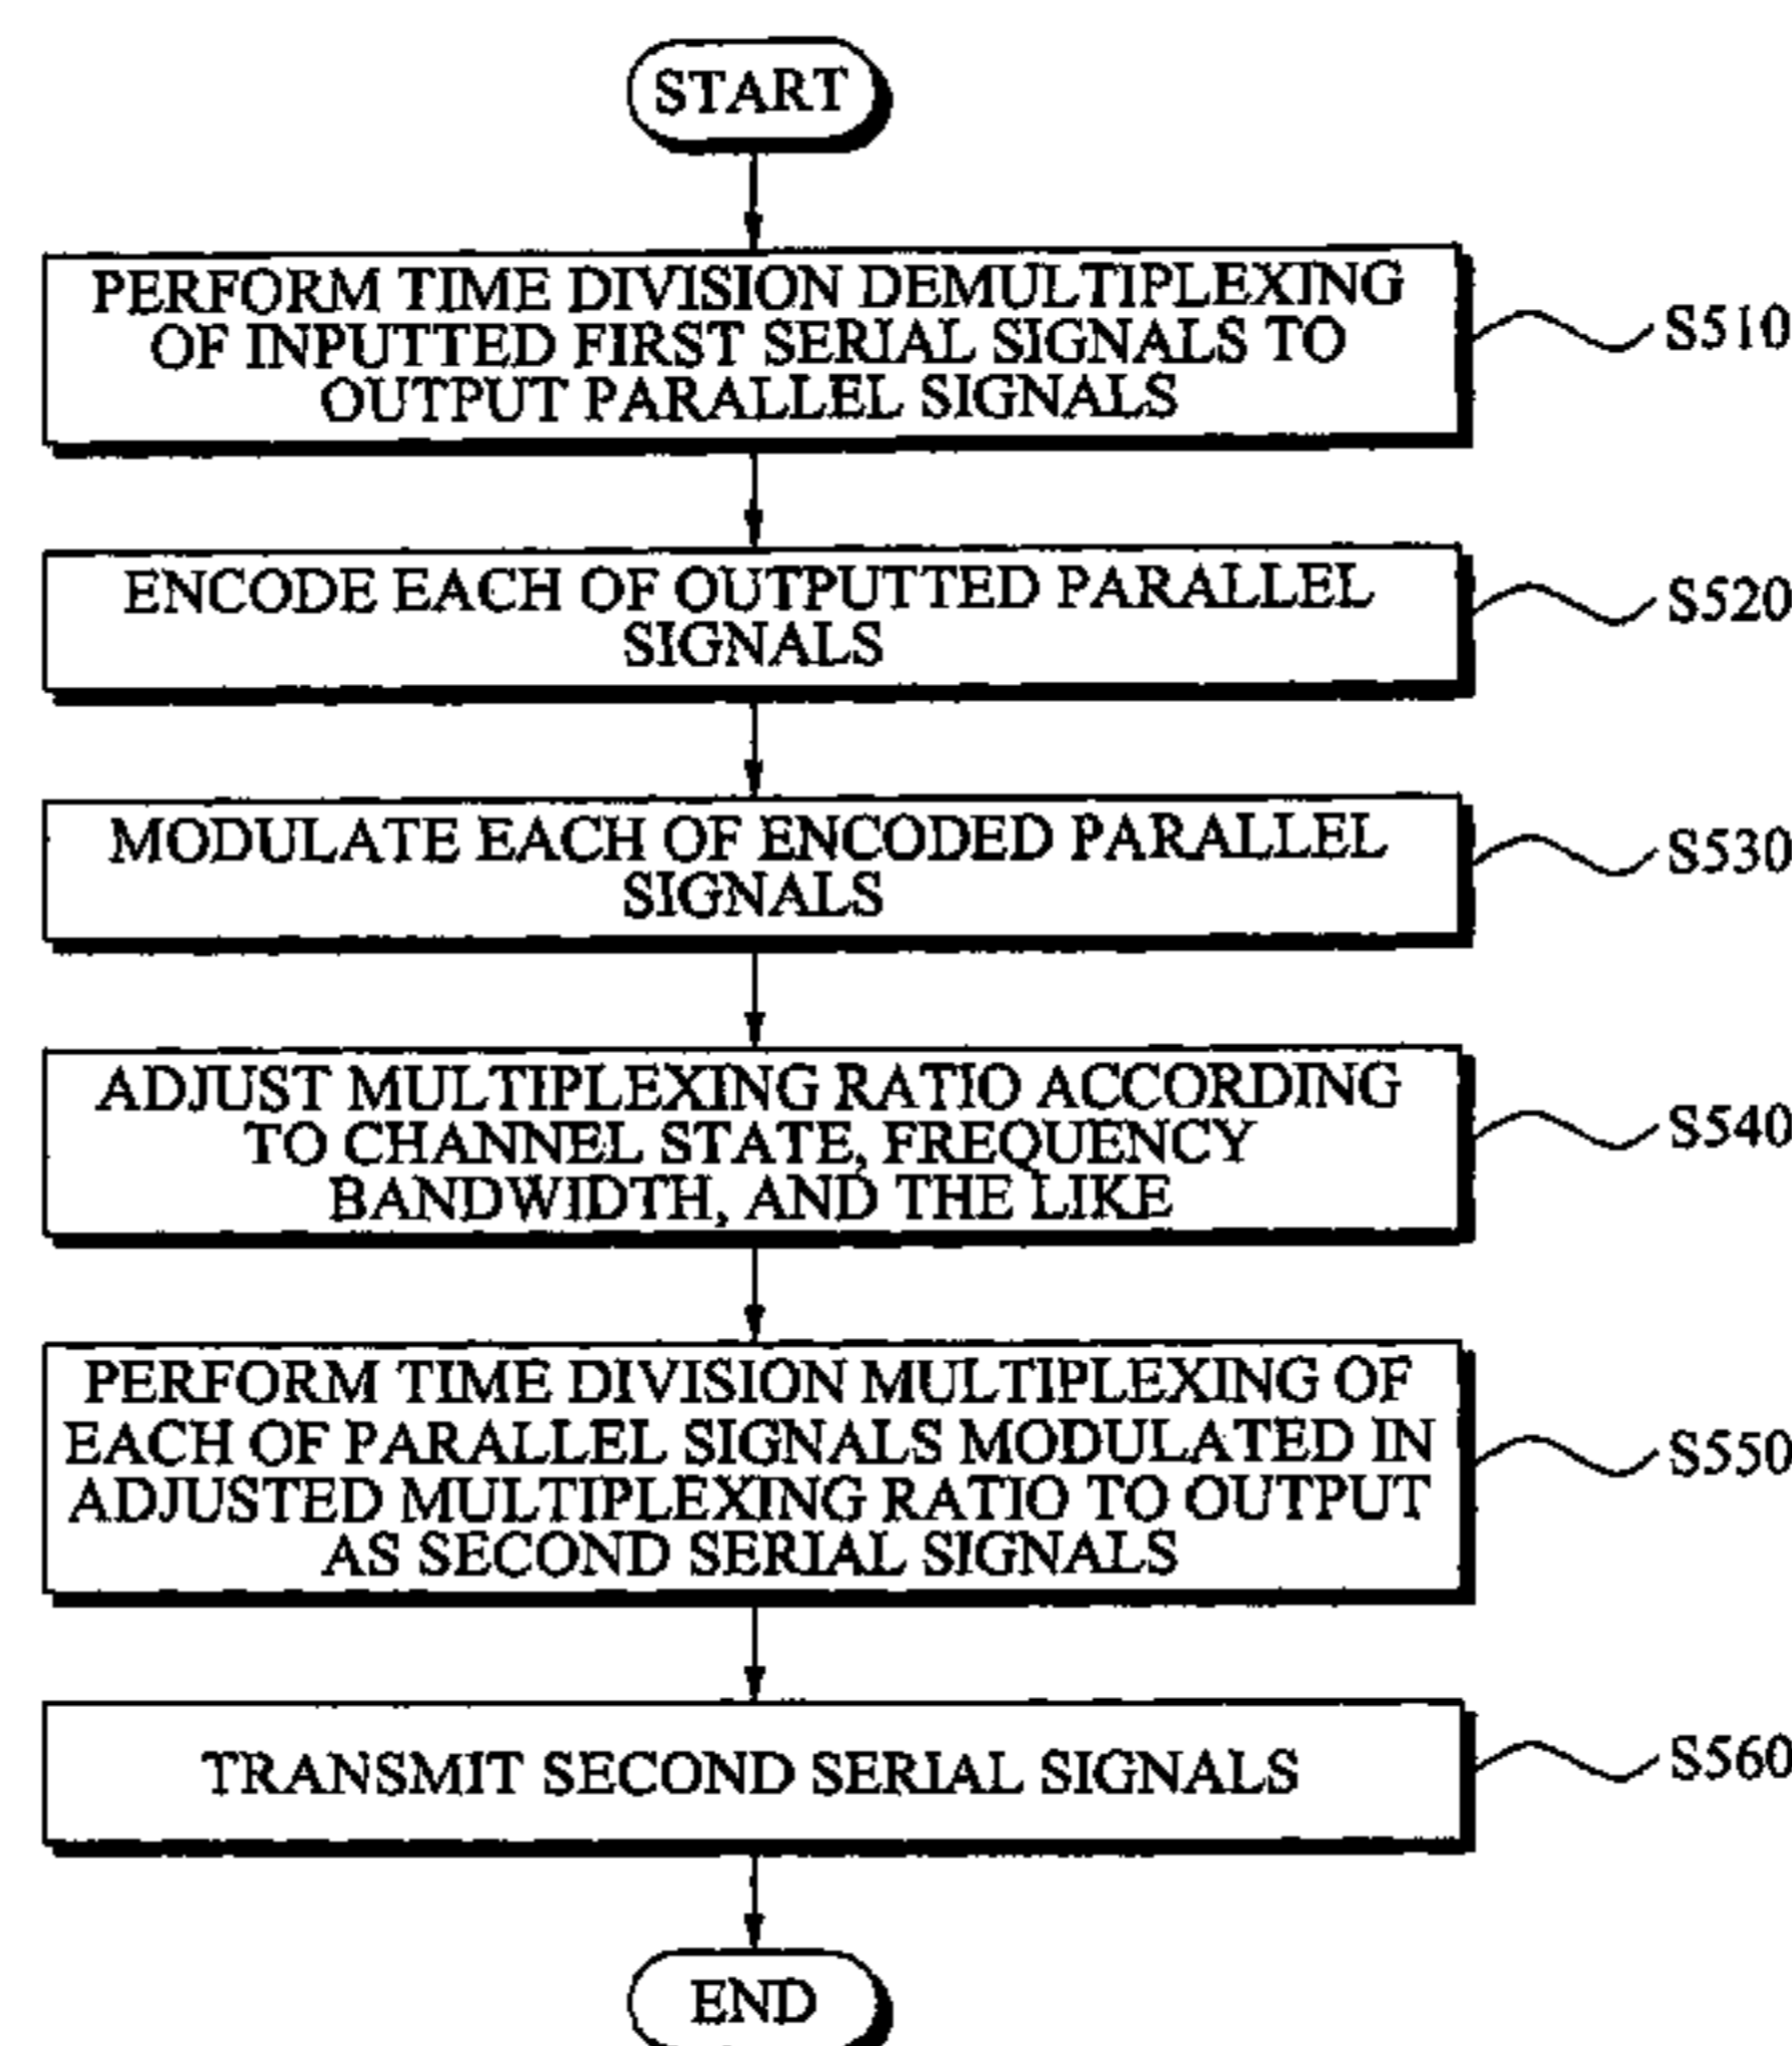 START
PERFORM TIME DIVISION DEMULTIPLEXING
OF INPUTTED FIRST SERIAL SIGNALS TO
OUTPUT PARALLEL SIGNALS
S510
ENCODE EACH OF OUTPUTTED PARALLEL
SIGNALS
S520
MODULATE EACH OF ENCODED PARALLEL
SIGNALS
S530
ADJUST MULTIPLEXING RATIO ACCORDING
TO CHANNEL STATE, FREQUENCY
BANDWIDTH, AND THE LIKE
S540
PERFORM TIME DIVISION MULTIPLEXING OF
EACH OF PARALLEL SIGNALS MODULATED IN
ADJUSTED MULTIPLEXING RATIO TO OUTPUT
AS SECOND SERIAL SIGNALS
S550
TRANSMIT SECOND SERIAL SIGNALS
S560
END